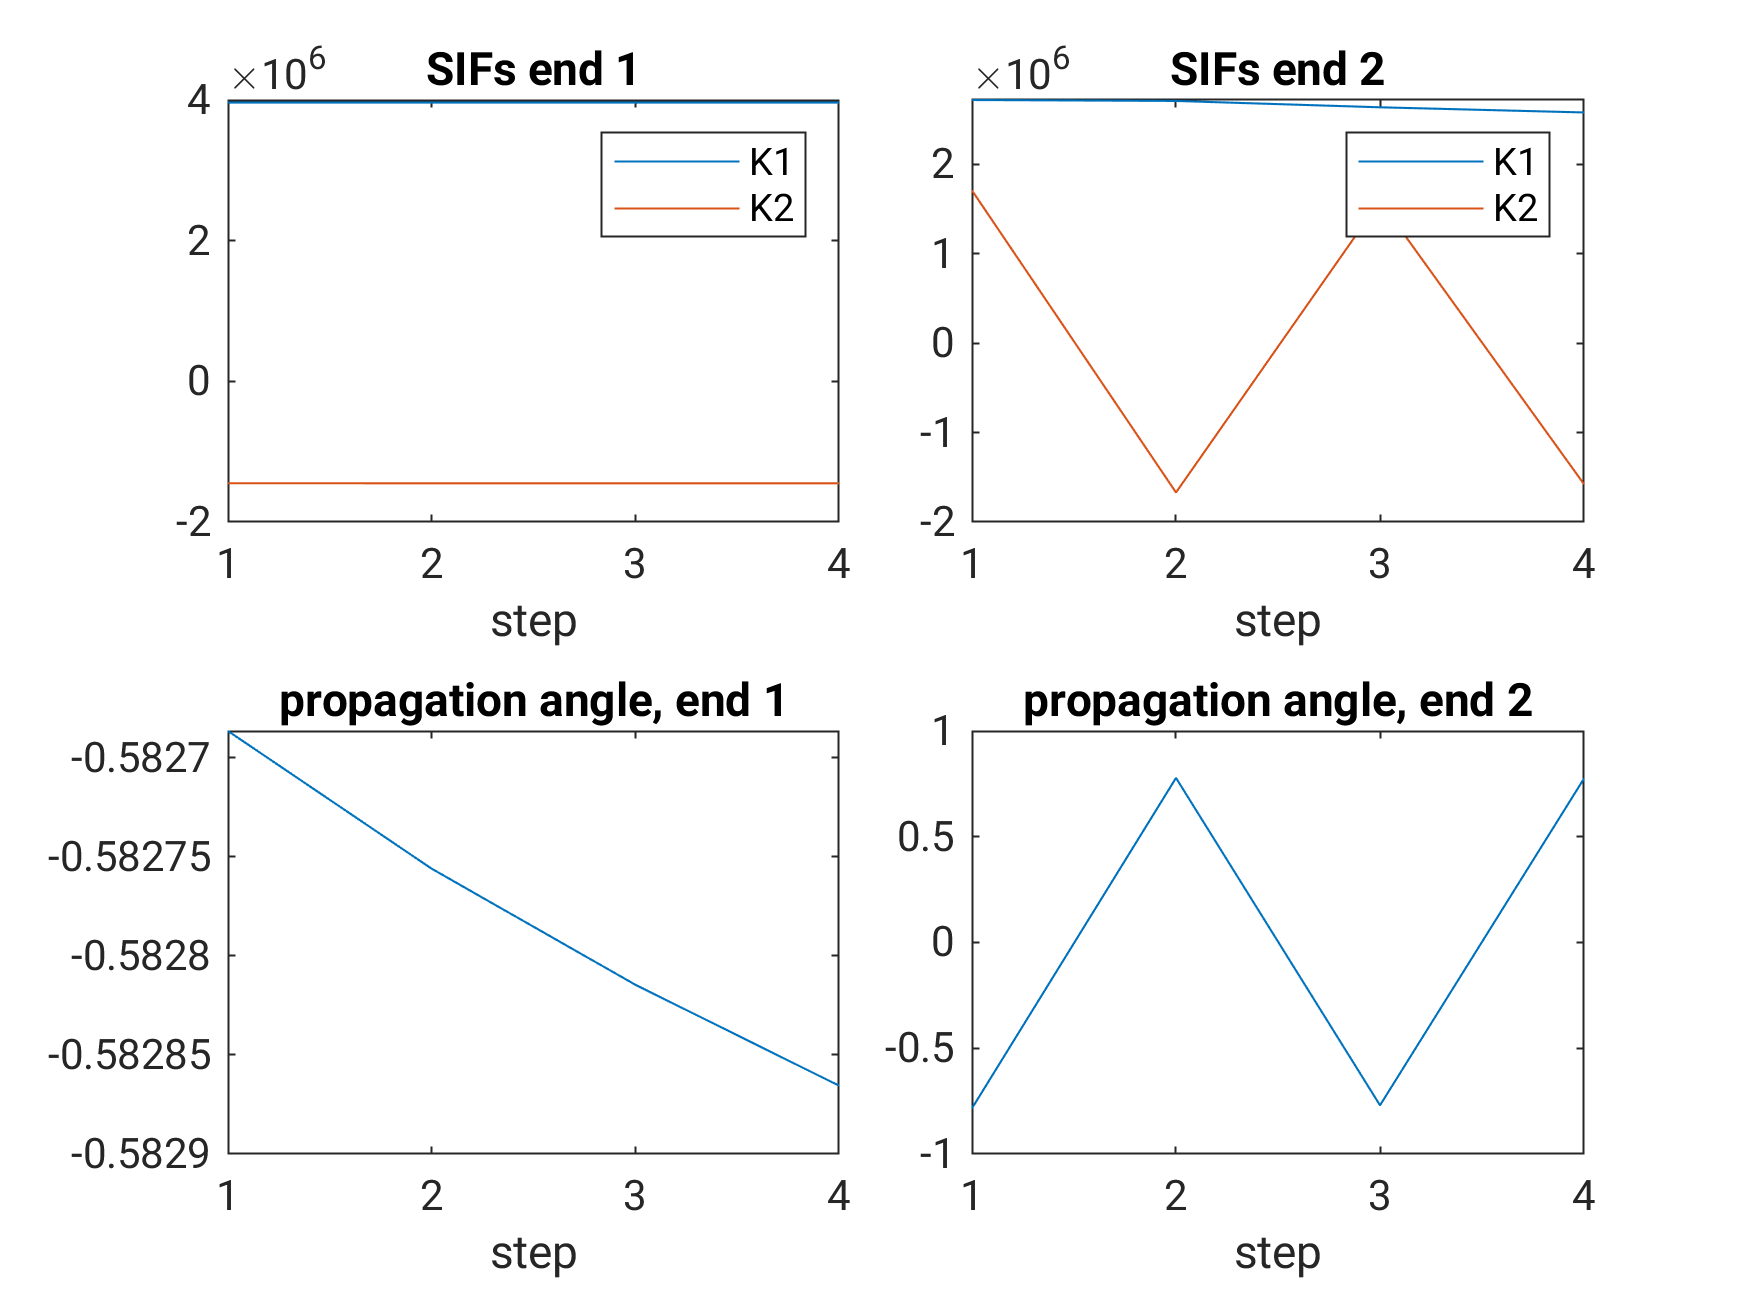 ×10^6 SIFs end 1
4
2
0
-2
K1
K2
1 2 3 4
step
×10^6 SIFs end 2
2
1
0
-1
-2
K1
K2
1 2 3 4
step
propagation angle, end 1
-0.5827
-0.58275
-0.5828
-0.58285
-0.5829
1 2 3 4
step
propagation angle, end 2
1
0.5
0
-0.5
-1
1 2 3 4
step